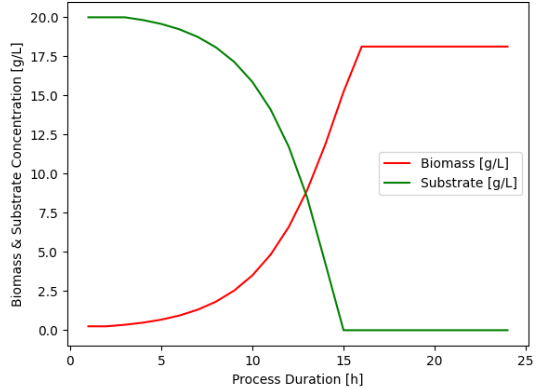 20.0
17.5
15.0
12.5
10.0
7.5
5.0
2.5
0.0
Biomass & Substrate Concentration [g/L]
Biomass [g/L]
Substrate [g/L]
0 5 10 15 20 25
Process Duration [h]